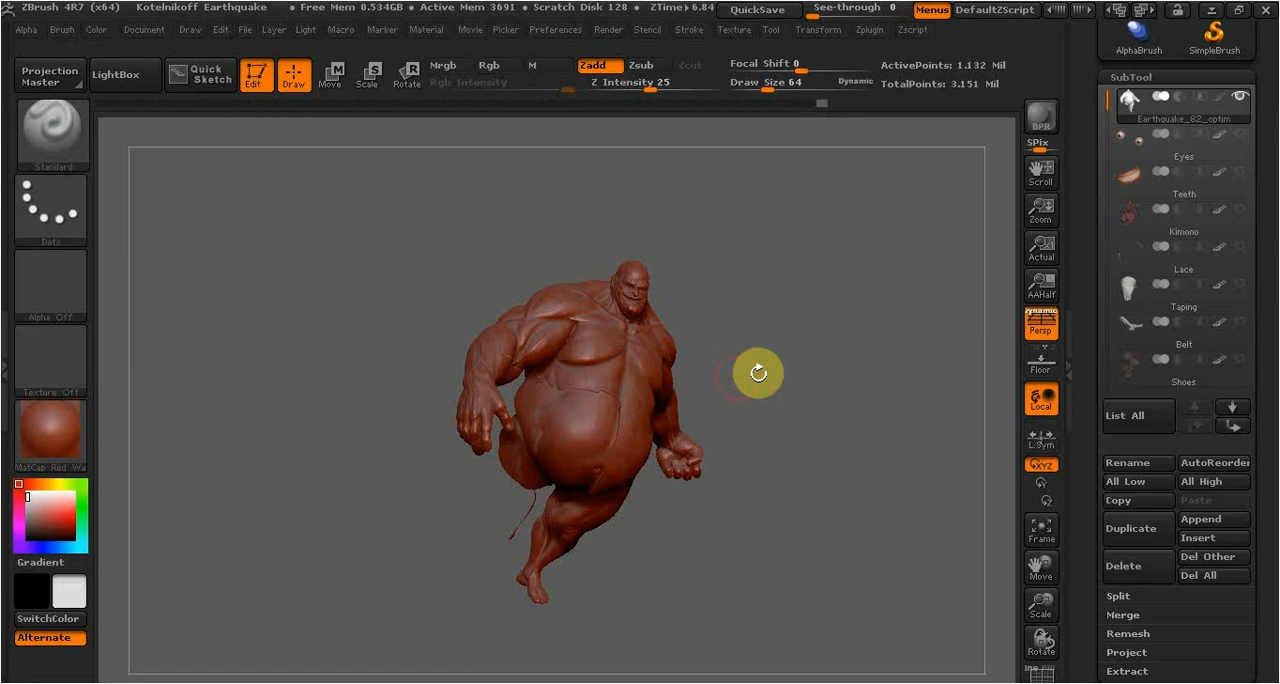 ZBrush 4R7 (x64) Kotelnikoff Earthquake • Free Mem 0.534GB • Active Mem 3691 • Scratch Disk 128 • ZTime▸6.84 QuickSave See-through 0 Menus DefaultZScript
Alpha Brush Color Document Draw Edit File Layer Light Macro Marker Material Movie Picker Preferences Render Stencil Stroke Texture Tool Transform Zplugin Zscript
Projection Master
LightBox
Quick Sketch
Edit
Draw
Move
Scale
Rotate
Mrgb Rgb M
Rgb Intensity
Zadd Zsub Zcut
Z Intensity 25
Focal Shift 0
Draw Size 64 Dynamic
ActivePoints: 1.132 Mil
TotalPoints: 3.151 Mil
Standard
Dots
Alpha Off
Texture Off
MatCap Red Wa
Gradient
SwitchColor
Alternate
BPR
SPix
Scroll
Zoom
Actual
AAHalf
Dynamic
Persp
Floor
Local
L.Sym
XYZ
Frame
Move
Scale
Rotate
AlphaBrush SimpleBrush
SubTool
Earthquake_82_optim
Eyes
Teeth
Kimono
Lace
Taping
Belt
Shoes
List All
Rename AutoReorder
All Low All High
Copy Paste
Duplicate Append
Insert
Delete Del Other
Del All
Split
Merge
Remesh
Project
Extract